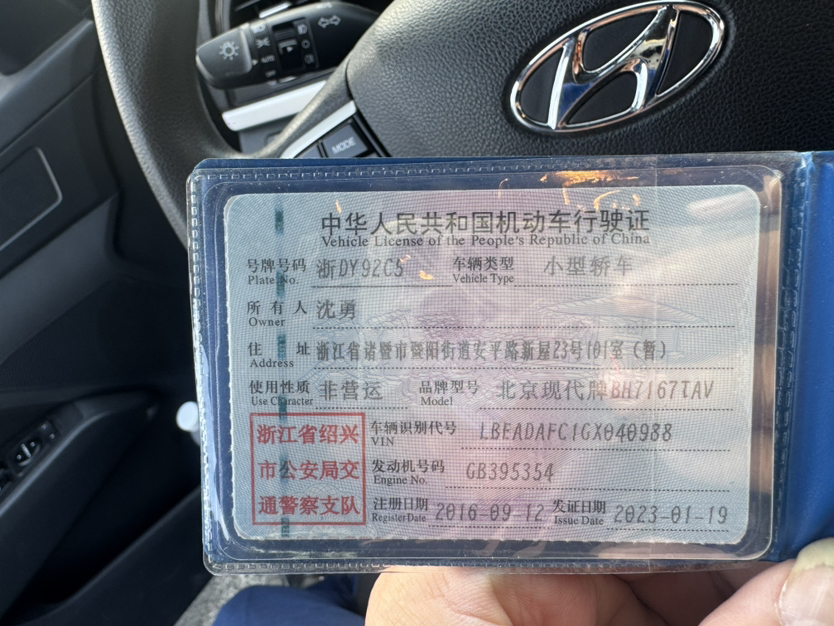 MODE
中华人民共和国机动车行驶证
Vehicle License of the People's Republic of China
号牌号码 浙DY92C5 车辆类型 小型轿车
Plate No. Vehicle Type
所有人 沈勇
Owner
住址 浙江省诸暨市暨阳街道安平路新屋23号101室（暂）
Address
使用性质 非营运 品牌型号 北京现代牌BH7167TAV
Use Character Model
浙江省绍兴
市公安局交
通警察支队
车辆识别代号 LBEADAFC1GX040988
VIN
发动机号码 GB395354
Engine No.
注册日期 2016-09-12 发证日期 2023-01-19
Register Date Issue Date